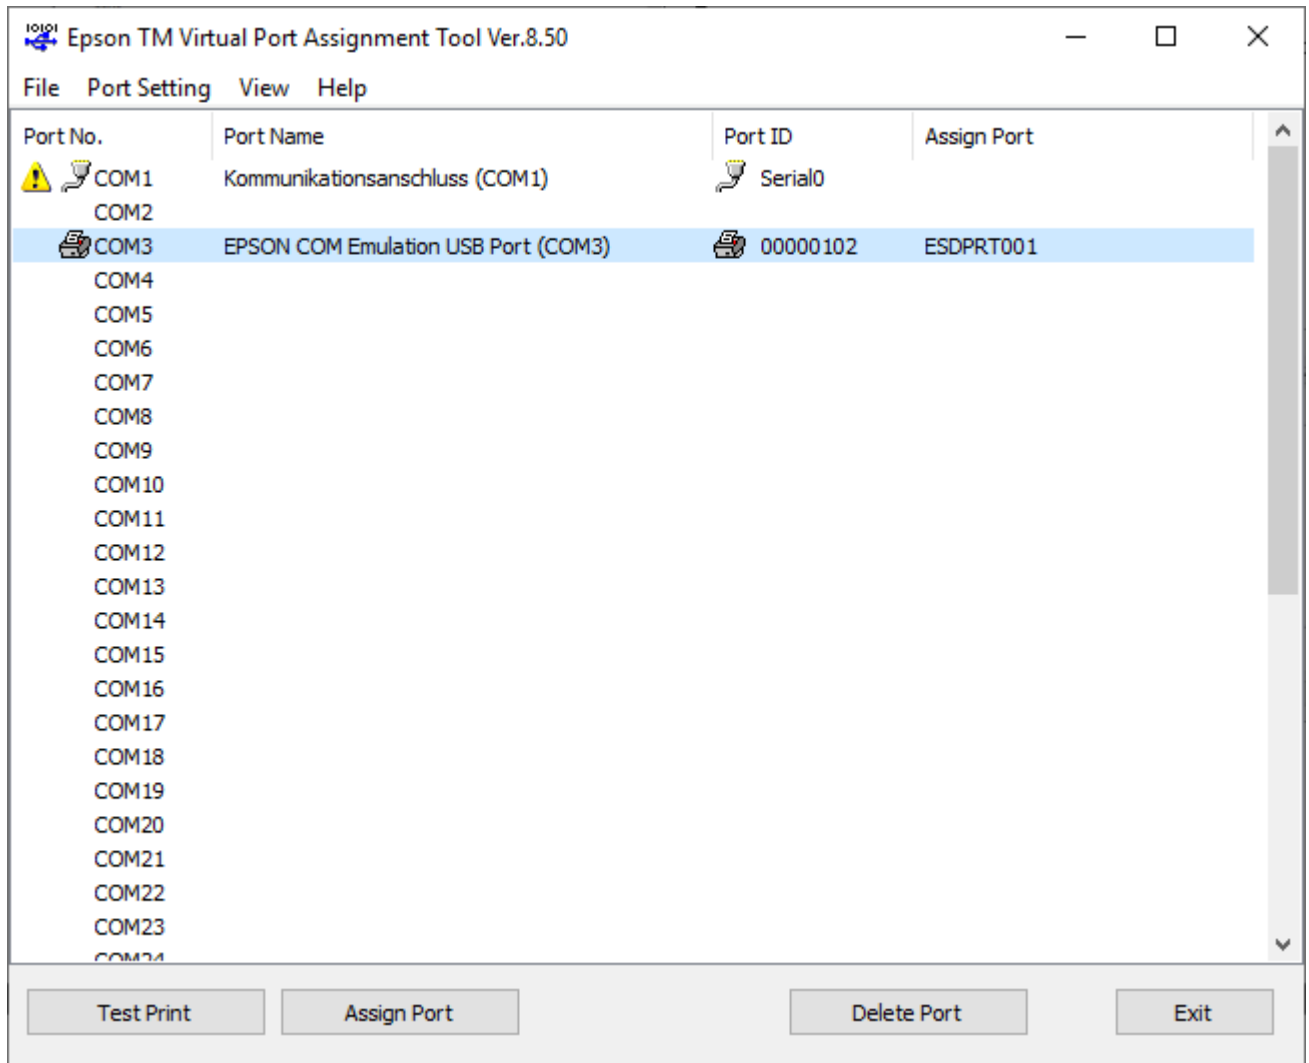 Epson TM Virtual Port Assignment Tool Ver.8.50
File Port Setting View Help
Port No. Port Name Port ID Assign Port
COM1 Kommunikationsanschluss (COM1) Serial0
COM2
COM3 EPSON COM Emulation USB Port (COM3) 00000102 ESDPRT001
COM4
COM5
COM6
COM7
COM8
COM9
COM10
COM11
COM12
COM13
COM14
COM15
COM16
COM17
COM18
COM19
COM20
COM21
COM22
COM23
COM24
Test Print Assign Port Delete Port Exit